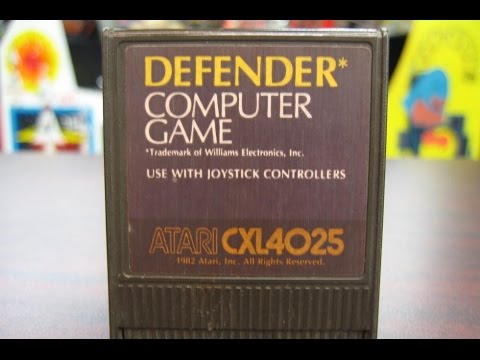 DEFENDER*
COMPUTER
GAME
*Trademark of Williams Electronics, Inc.
USE WITH JOYSTICK CONTROLLERS
ATARI CXL4025
1982 Atari, Inc. All Rights Reserved.